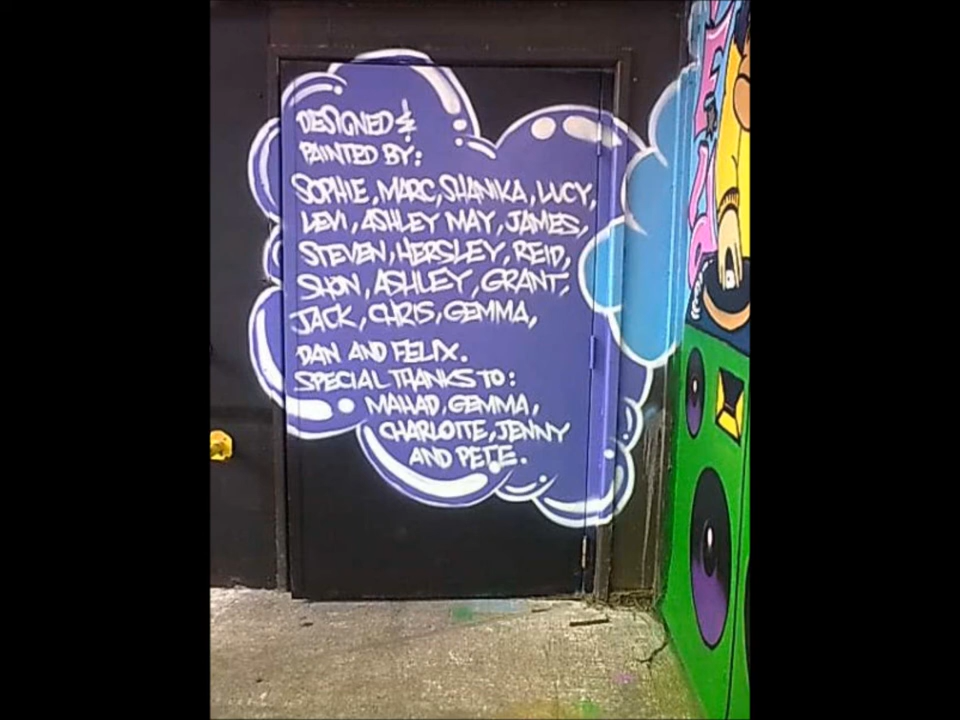 DESIGNED &
PAINTED BY:
SOPHIE, MARC, SHANIKA, LUCY,
LEVI, ASHLEY MAY, JAMES,
STEVEN, HERSLEY, REID,
SHON, ASHLEY, GRANT,
JACK, CHRIS, GEMMA,
DAN AND FELIX.
SPECIAL THANKS TO:
MAHAD, GEMMA,
CHARLOTTE, JENNY
AND PETE.